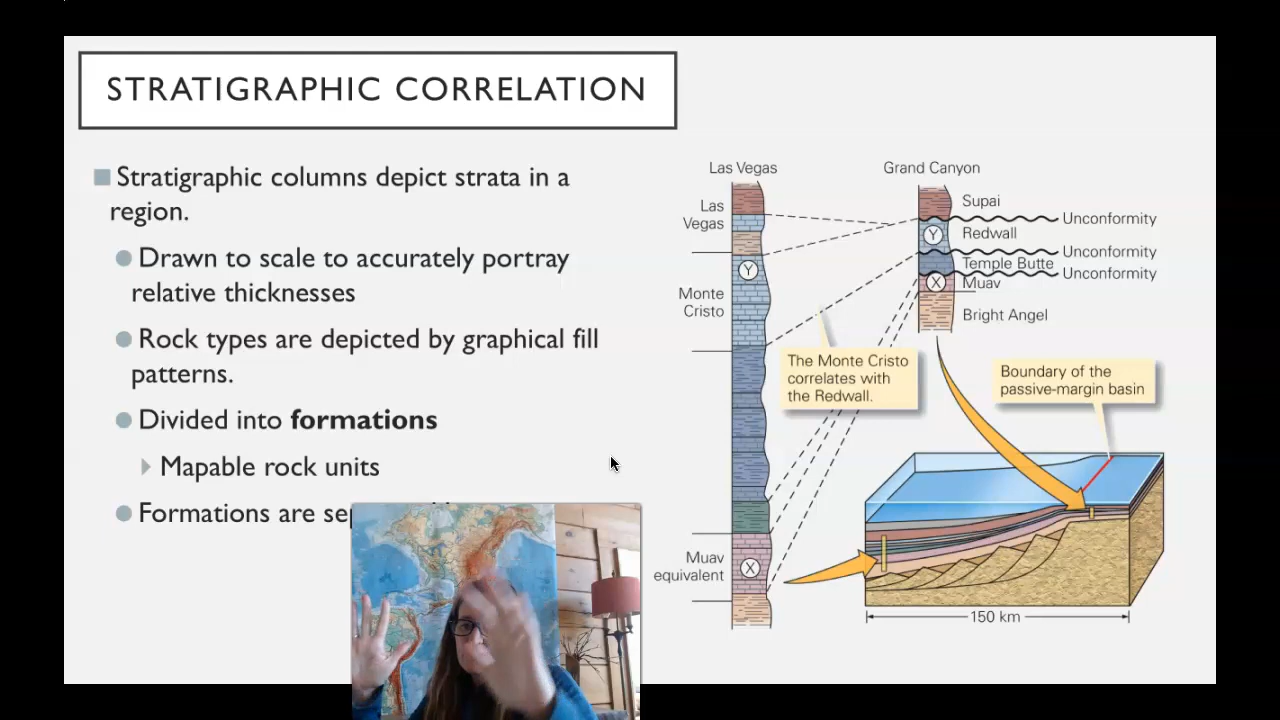 STRATIGRAPHIC CORRELATION
Stratigraphic columns depict strata in a
region.
Drawn to scale to accurately portray
relative thicknesses
Rock types are depicted by graphical fill
patterns.
Divided into formations
Mapable rock units
Formations are
Las Vegas
Las
Vegas
Y
Monte
Cristo
Muav
equivalent
X
Grand Canyon
Supai
Unconformity
Y
Redwall
Unconformity
Temple Butte
Unconformity
X
Muav
Bright Angel
The Monte Cristo
correlates with
the Redwall.
Boundary of the
passive-margin basin
150 km